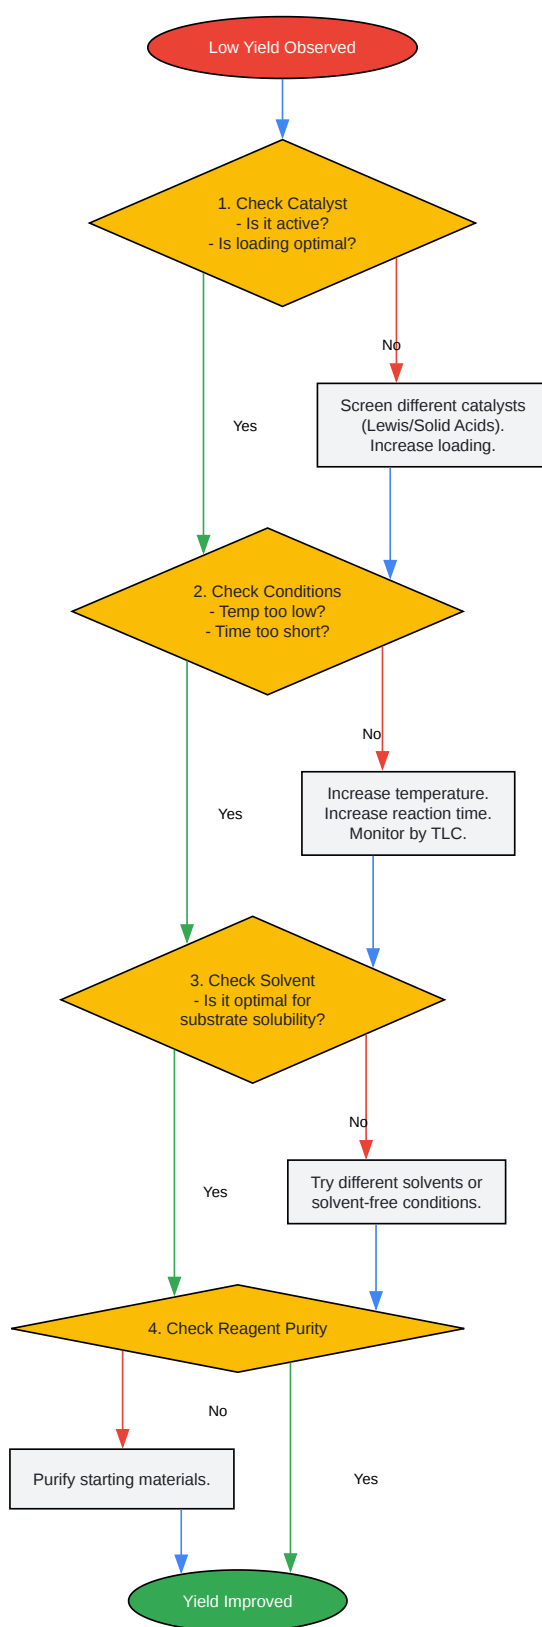 Low Yield Observed
1. Check Catalyst
- Is it active?
- Is loading optimal?
No
Screen different catalysts
(Lewis/Solid Acids).
Increase loading.
Yes
2. Check Conditions
- Temp too low?
- Time too short?
No
Increase temperature.
Increase reaction time.
Monitor by TLC.
Yes
3. Check Solvent
- Is it optimal for
substrate solubility?
No
Try different solvents or
solvent-free conditions.
Yes
4. Check Reagent Purity
No
Purify starting materials.
Yes
Yield Improved